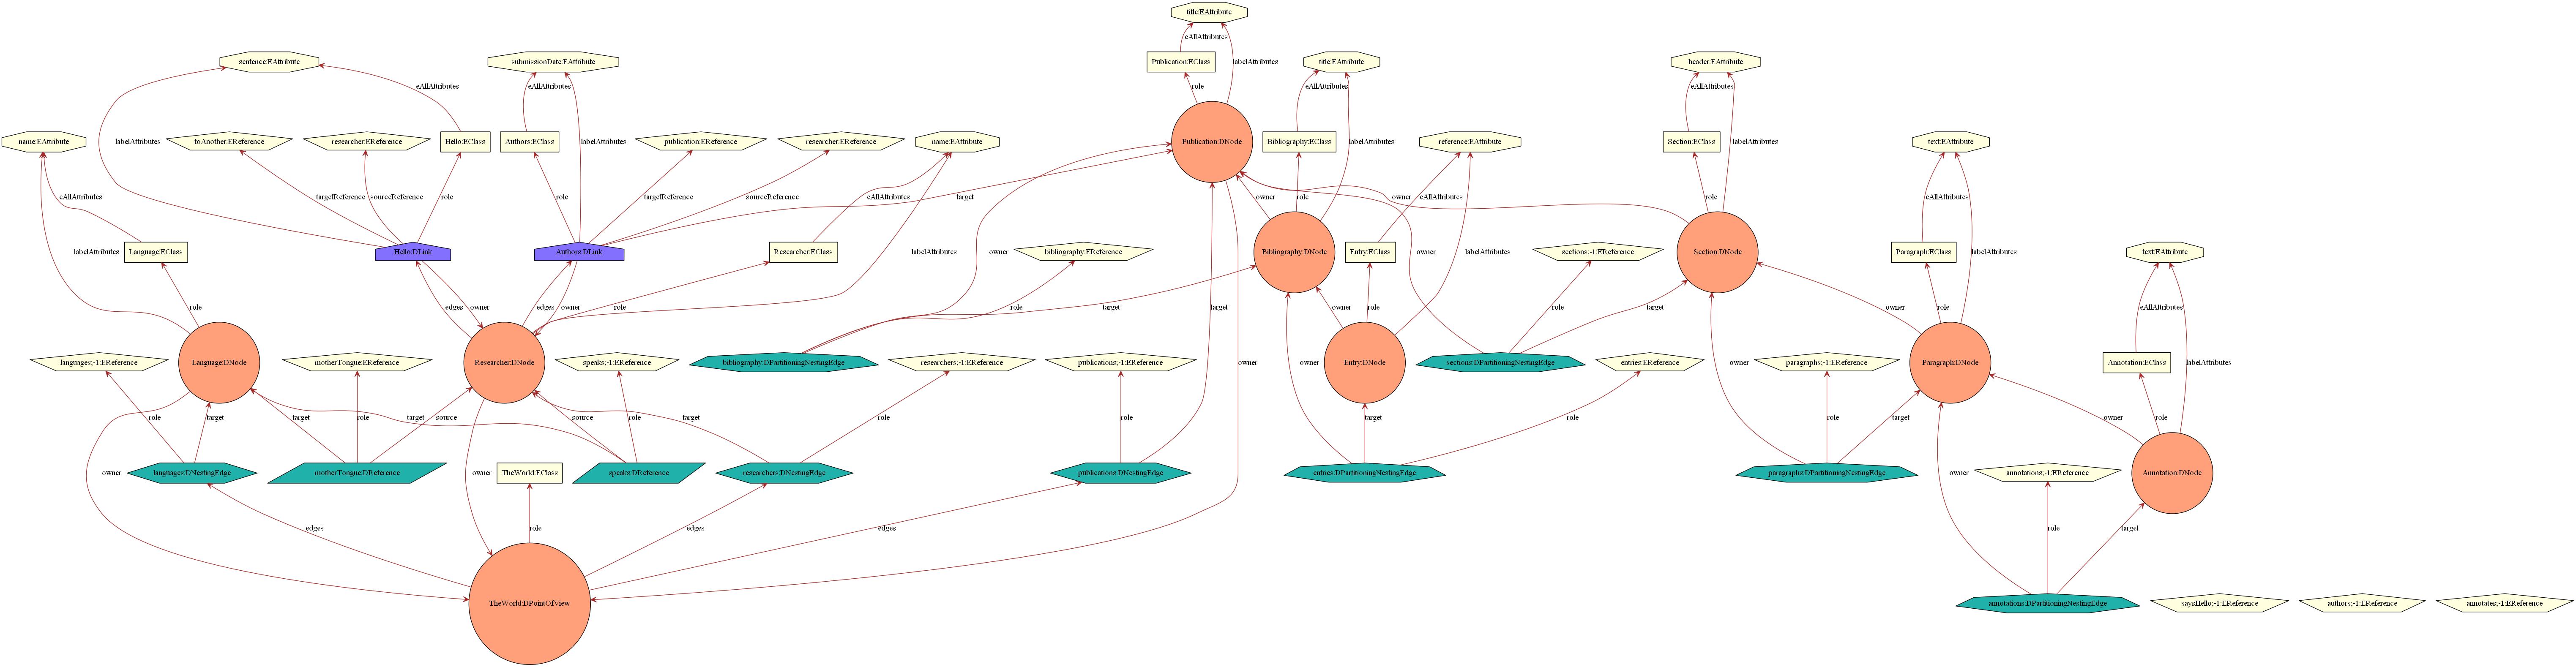 title:EAttribute
eAllAttributes
sentence:EAttribute
submissionDate:EAttribute
Publication:EClass
labelAttributes
title:EAttribute
header:EAttribute
eAllAttributes
eAllAttributes
role
eAllAttributes
eAllAttributes
name:EAttribute
labelAttributes
toAnother:EReference
researcher:EReference
Hello:EClass
Authors:EClass
labelAttributes
publication:EReference
researcher:EReference
name:EAttribute
Publication:DNode
Bibliography:EClass
labelAttributes
reference:EAttribute
Section:EClass
labelAttributes
text:EAttribute
eAllAttributes
targetReference
sourceReference
role
role
targetReference
sourceReference
eAllAttributes
target
owner
role
eAllAttributes
owner
role
eAllAttributes
labelAttributes
Language:EClass
Hello:DLink
Authors:DLink
Researcher:EClass
labelAttributes
owner
bibliography:EReference
Bibliography:DNode
Entry:EClass
owner
labelAttributes
sections;-1:EReference
Section:DNode
Paragraph:EClass
labelAttributes
text:EAttribute
role
edges
owner
edges
owner
role
role
target
target
owner
role
role
target
owner
role
eAllAttributes
Language:DNode
languages;-1:EReference
motherTongue:EReference
Researcher:DNode
speaks;-1:EReference
bibliography:DPartitioningNestingEdge
researchers;-1:EReference
publications;-1:EReference
owner
owner
Entry:DNode
sections:DPartitioningNestingEdge
entries:EReference
paragraphs;-1:EReference
owner
Paragraph:DNode
Annotation:EClass
labelAttributes
role
target
target
role
source
target
source
role
target
role
role
target
role
role
target
owner
role
owner
languages:DNestingEdge
motherTongue:DReference
owner
TheWorld:EClass
speaks:DReference
researchers:DNestingEdge
publications:DNestingEdge
entries:DPartitioningNestingEdge
paragraphs:DPartitioningNestingEdge
owner
annotations;-1:EReference
Annotation:DNode
edges
role
edges
edges
role
target
TheWorld:DPointOfView
annotations:DPartitioningNestingEdge
saysHello;-1:EReference
authors;-1:EReference
annotates;-1:EReference